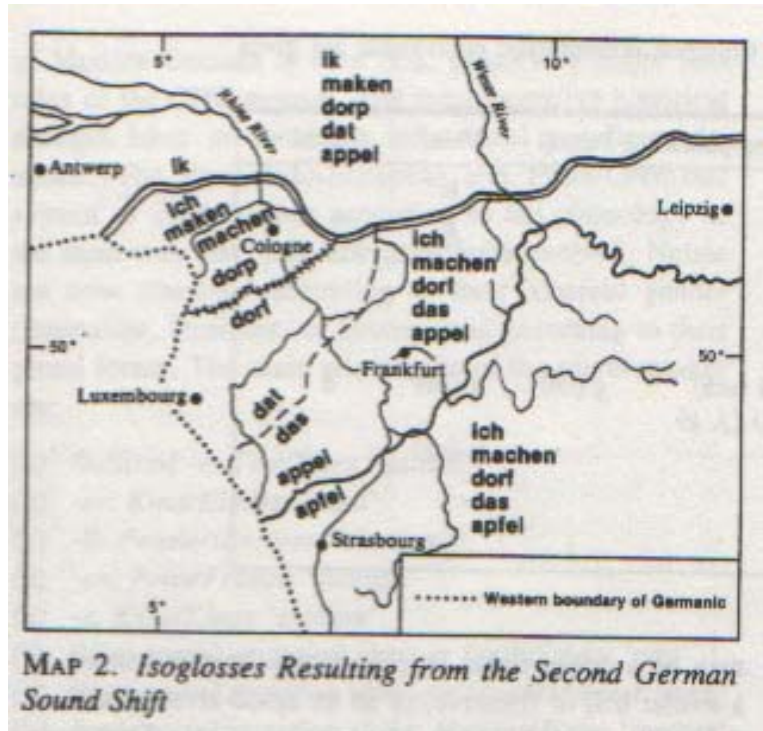 5°
10°
Rhine River
Weser River
ik
maken
dorp
dat
appel
Antwerp
ik
ich
maken
machen
Cologne
dorp
dorf
Leipzig
ich
machen
dorf
das
appel
50°
50°
Frankfurt
Luxembourg
dat
das
appel
apfel
ich
machen
dorf
das
apfel
Strasbourg
5°
Western boundary of Germanic
MAP 2. Isoglosses Resulting from the Second German
Sound Shift